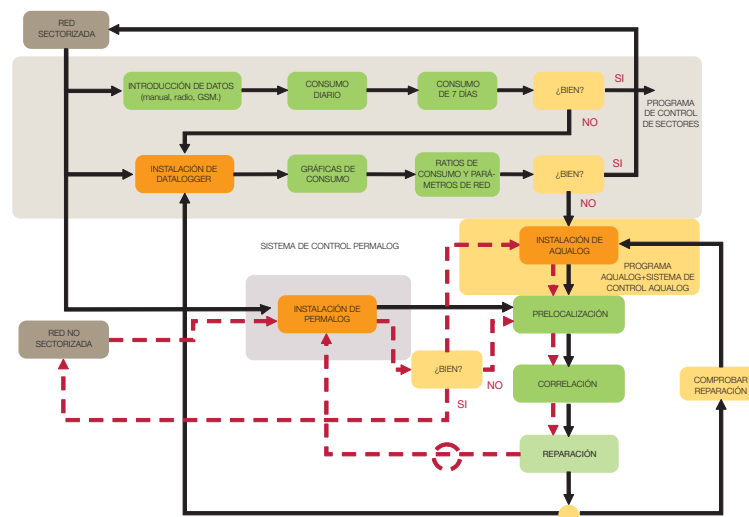 RED
SECTORIZADA
INTRODUCCIÓN DE DATOS
(manual, radio, GSM.)
CONSUMO
DIARIO
CONSUMO
DE 7 DÍAS
¿BIEN?
SI
NO
PROGRAMA
DE CONTROL
DE SECTORES
INSTALACIÓN DE
DATALOGGER
GRÁFICAS DE
CONSUMO
RATIOS DE
CONSUMO Y PARÁ-
METROS DE RED
¿BIEN?
SI
NO
SISTEMA DE CONTROL PERMALOG
INSTALACIÓN DE
AQUALOG
PROGRAMA
AQUALOG+SISTEMA DE
CONTROL AQUALOG
INSTALACIÓN DE
PERMALOG
PRELOCALIZACIÓN
RED NO
SECTORIZADA
¿BIEN?
NO
SI
CORRELACIÓN
COMPROBAR
REPARACIÓN
REPARACIÓN